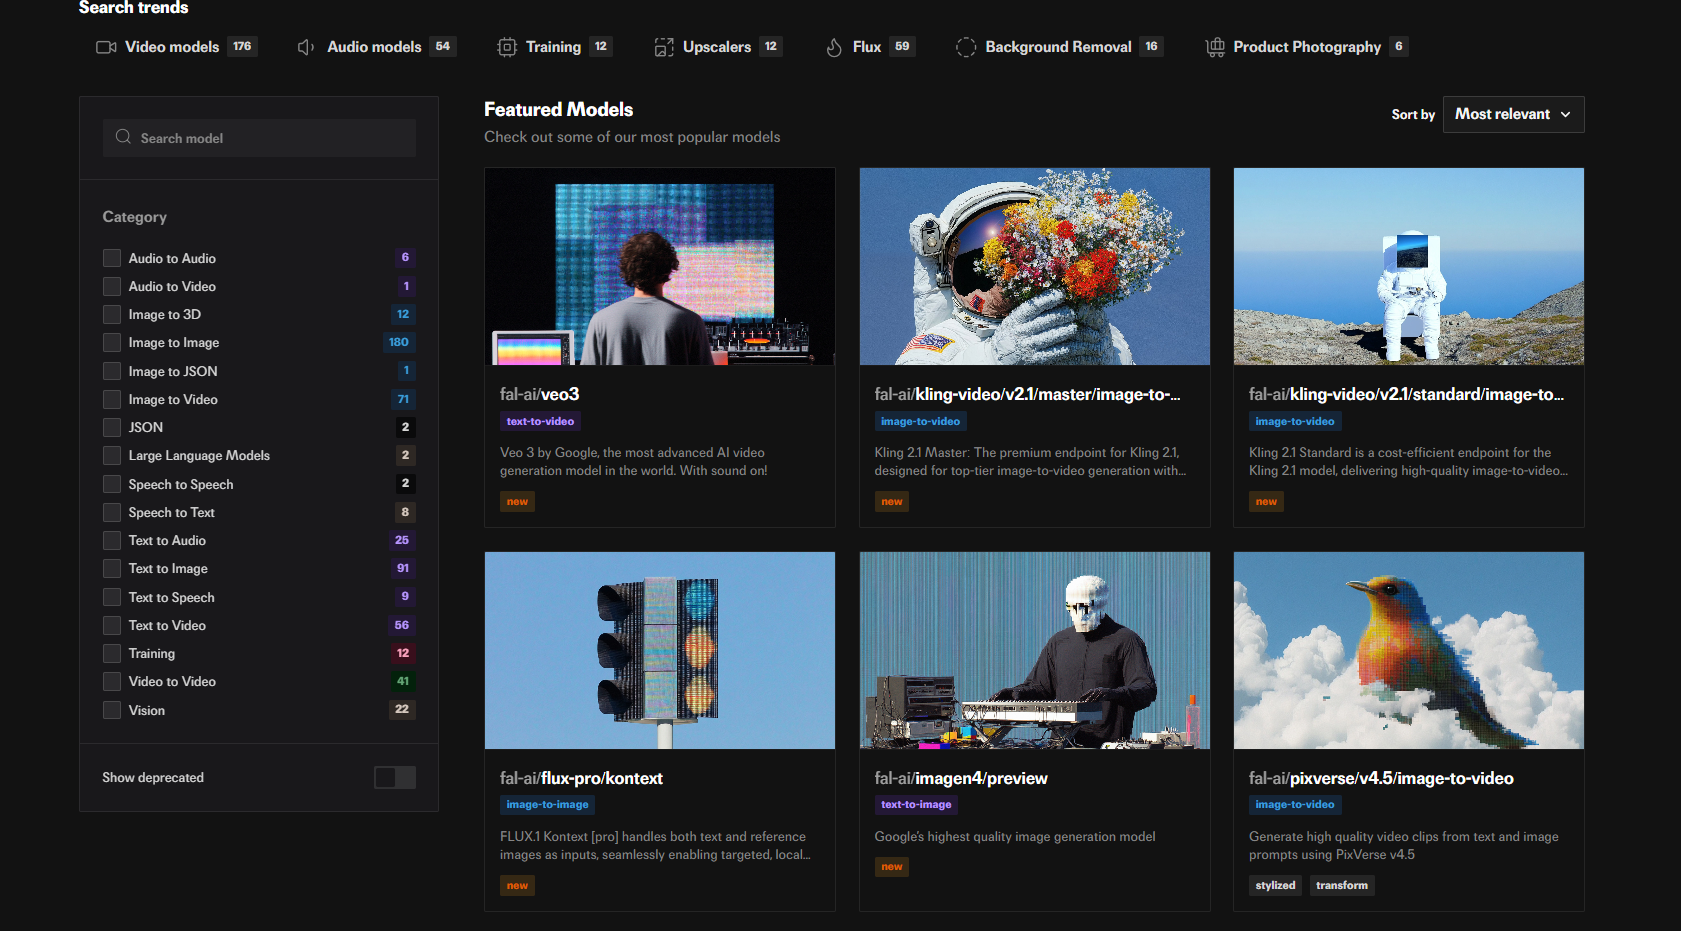 Search trends
Video models 176
Audio models 54
Training 12
Upscalers 12
Flux 59
Background Removal 16
Product Photography 6
Search model
Category
Audio to Audio 6
Audio to Video 1
Image to 3D 12
Image to Image 180
Image to JSON 1
Image to Video 71
JSON 2
Large Language Models 2
Speech to Speech 2
Speech to Text 8
Text to Audio 25
Text to Image 91
Text to Speech 9
Text to Video 56
Training 12
Video to Video 41
Vision 22
Show deprecated
Featured Models
Check out some of our most popular models
Sort by
Most relevant
fal-ai/veo3
text-to-video
Veo 3 by Google, the most advanced AI video
generation model in the world. With sound on!
new
fal-ai/kling-video/v2.1/master/image-to-...
image-to-video
Kling 2.1 Master: The premium endpoint for Kling 2.1,
designed for top-tier image-to-video generation with...
new
fal-ai/kling-video/v2.1/standard/image-to...
image-to-video
Kling 2.1 Standard is a cost-efficient endpoint for the
Kling 2.1 model, delivering high-quality image-to-video...
new
fal-ai/flux-pro/kontext
image-to-image
FLUX.1 Kontext [pro] handles both text and reference
images as inputs, seamlessly enabling targeted, local...
new
fal-ai/imagen4/preview
text-to-image
Google's highest quality image generation model
new
fal-ai/pixverse/v4.5/image-to-video
image-to-video
Generate high quality video clips from text and image
prompts using PixVerse v4.5
stylized
transform